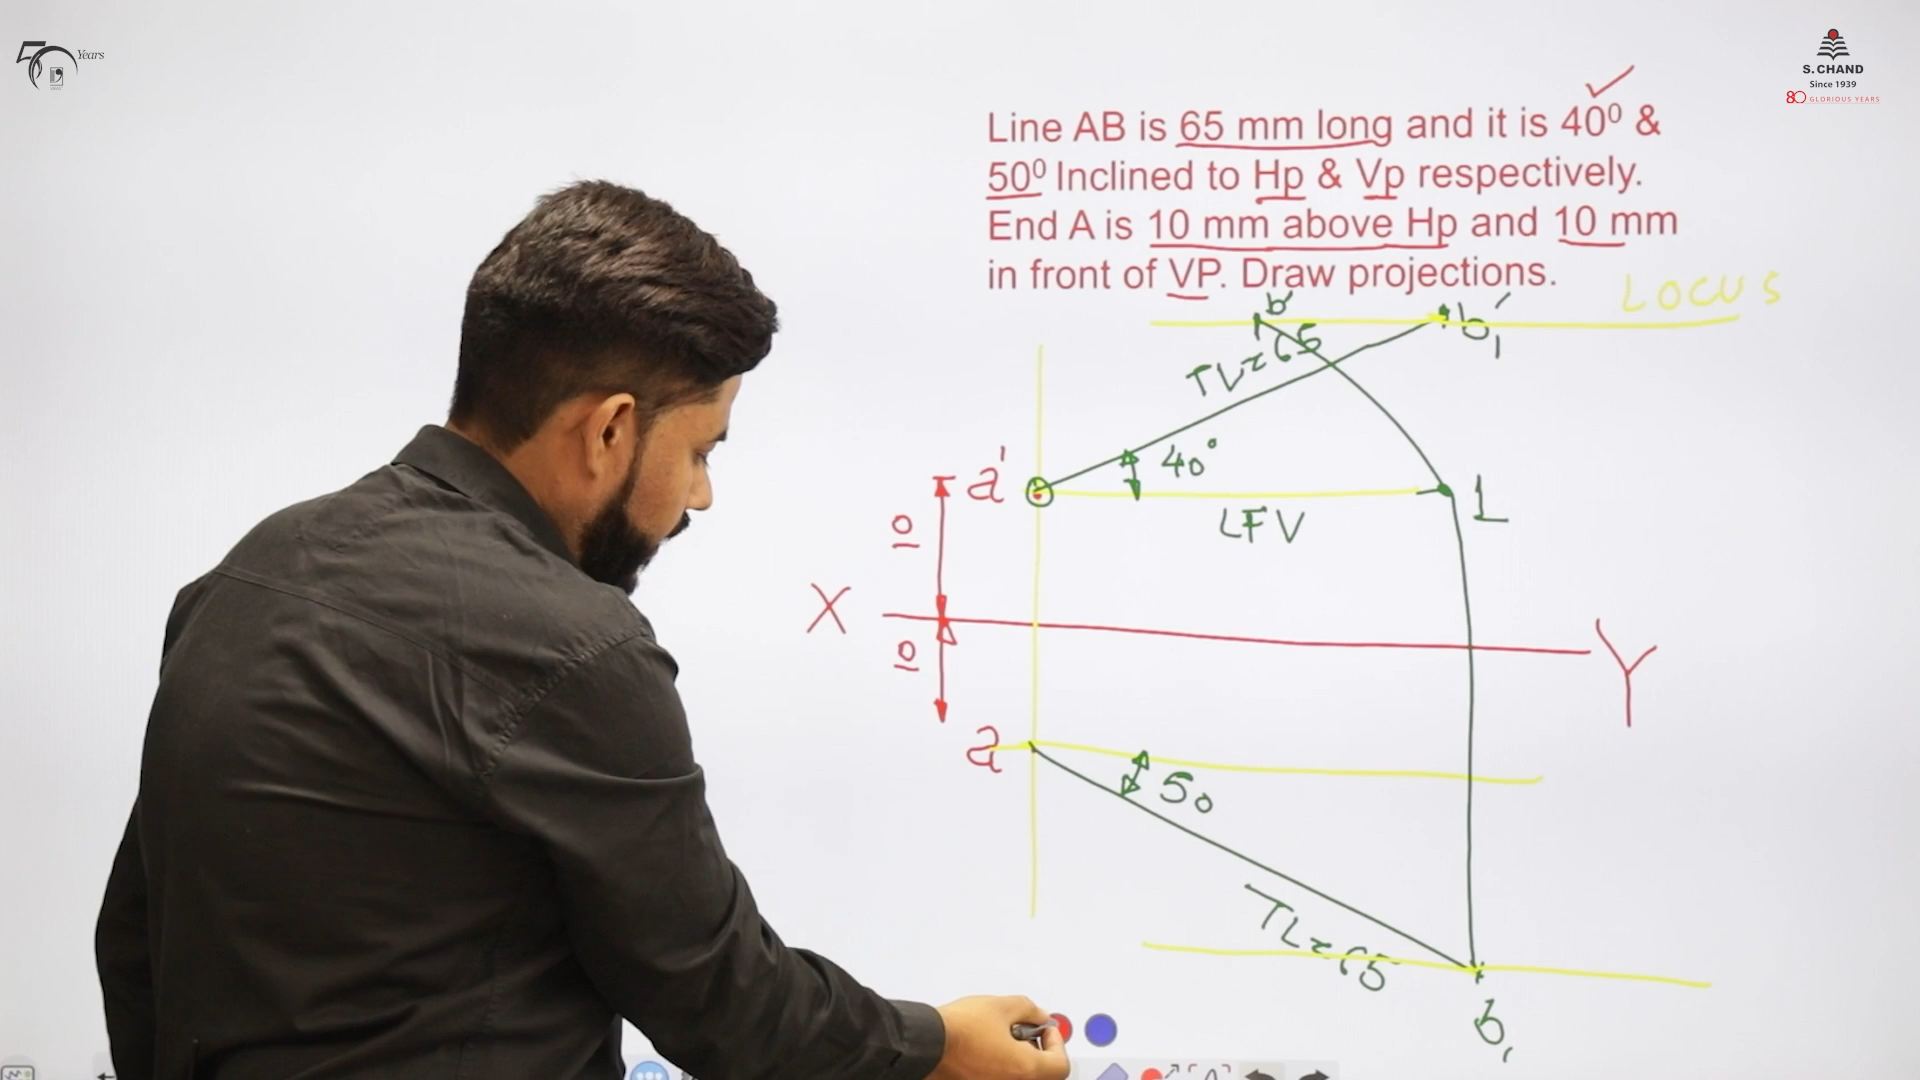 50 Years
S. CHAND
Since 1939
80 GLORIOUS YEARS
Line AB is 65 mm long and it is 40⁰ &
50⁰ Inclined to Hp & Vp respectively.
End A is 10 mm above Hp and 10 mm
in front of VP. Draw projections.
LOCUS
b'
b₁'
TL=65
a'
40°
LFV
1
10
X
Y
10
a
50
TL=65
b₁